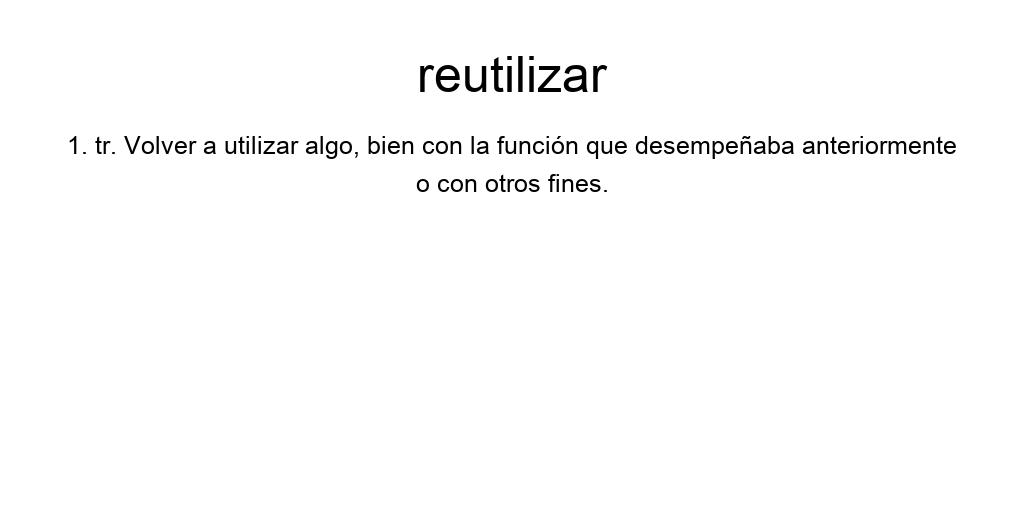 reutilizar
1. tr. Volver a utilizar algo, bien con la función que desempeñaba anteriormente
o con otros fines.